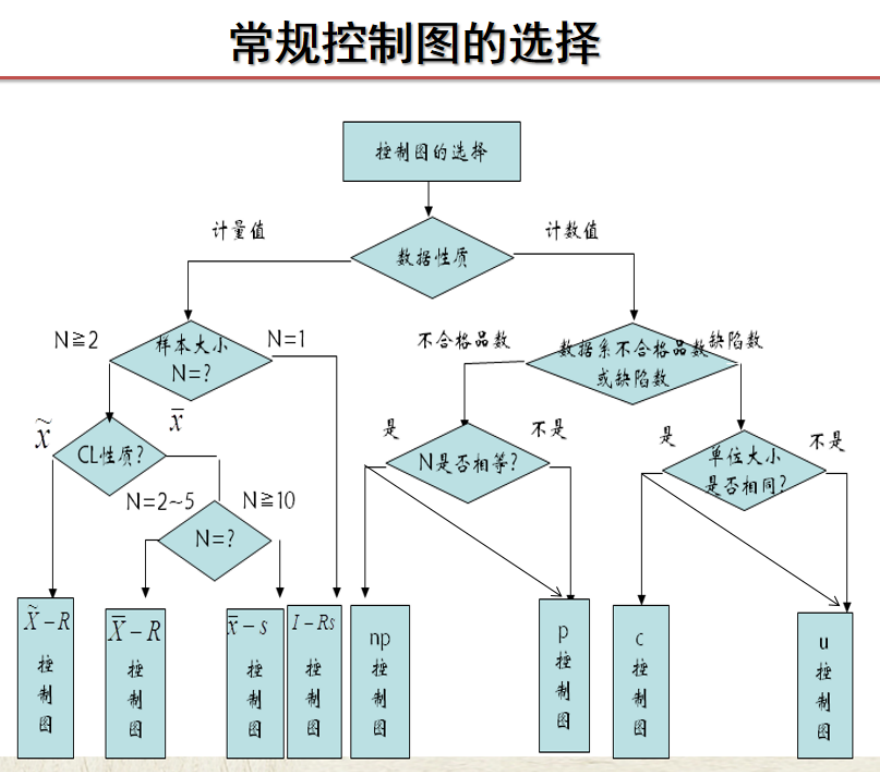 常规控制图的选择
控制图的选择
计量值
计数值
数据性质
N≧2
样本大小
N=?
N=1
不合格品数
数据系不合格品数
或缺陷数
缺陷数
x̃
CL性质?
x̄
是
N是否相等?
不是
是
单位大小
是否相同?
不是
N=2~5
N≧10
N=?
X̃-R
控制图
X̄-R
控制图
x̄-s
控制图
I-Rs
控制图
np
控制图
p
控制图
c
控制图
u
控制图